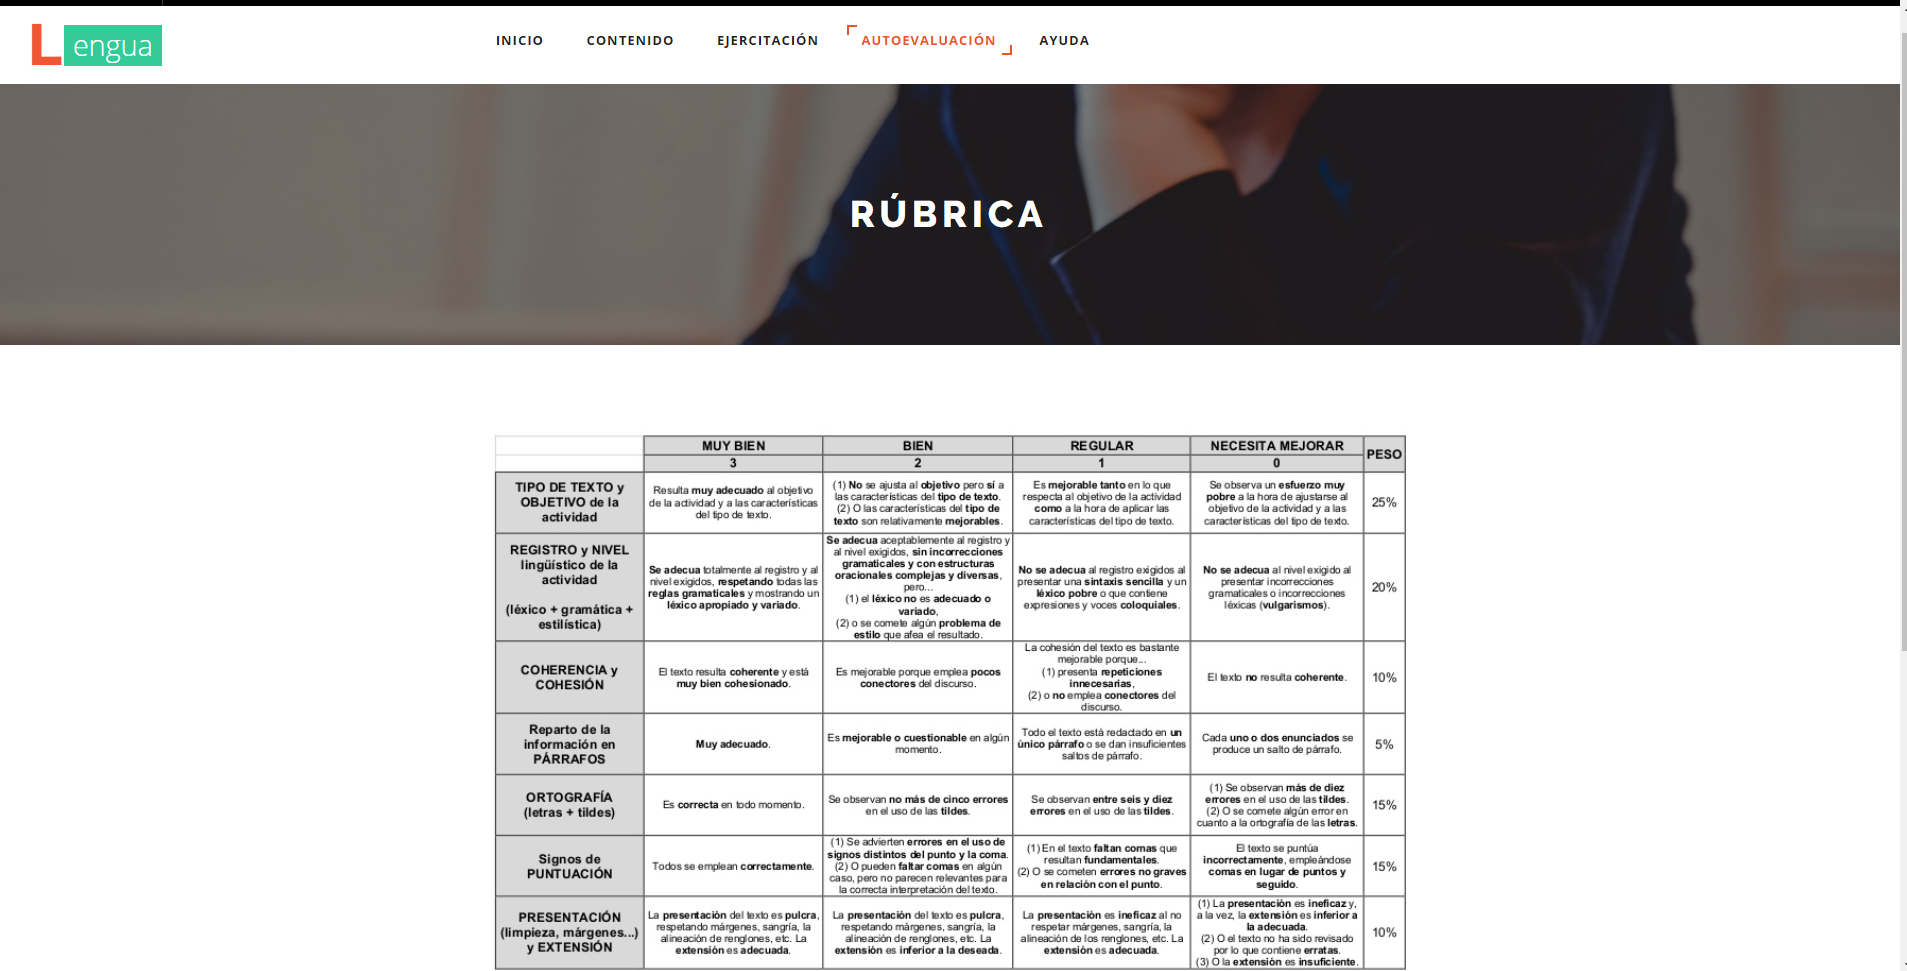 Lengua
INICIO
CONTENIDO
EJERCITACIÓN
AUTOEVALUACIÓN
AYUDA
RÚBRICA
MUY BIEN
BIEN
REGULAR
NECESITA MEJORAR
PESO
3
2
1
0
TIPO DE TEXTO y
OBJETIVO de la
actividad
Resulta muy adecuado al objetivo
de la actividad y a las características
del tipo de texto.
(1) No se ajusta al objetivo pero sí a
las características del tipo de texto.
(2) O las características del tipo de
texto son relativamente mejorables.
Es mejorable tanto en lo que
respecta al objetivo de la actividad
como a la hora de aplicar las
características del tipo de texto.
Se observa un esfuerzo muy
pobre a la hora de ajustarse al
objetivo de la actividad y a las
características del tipo de texto.
25%
REGISTRO y NIVEL
lingüístico de la
actividad
(léxico + gramática +
estilística)
Se adecua totalmente al registro y al
nivel exigidos, respetando todas las
reglas gramaticales y mostrando un
léxico apropiado y variado.
Se adecua aceptablemente al registro y
al nivel exigidos, sin incorrecciones
gramaticales y con estructuras
oracionales complejas y diversas,
pero...
(1) el léxico no es adecuado o
variado,
(2) o se comete algún problema de
estilo que afea el resultado.
No se adecua al registro exigidos al
presentar una sintaxis sencilla y un
léxico pobre o que contiene
expresiones y voces coloquiales.
No se adecua al nivel exigido al
presentar incorrecciones
gramaticales o incorrecciones
léxicas (vulgarismos).
20%
COHERENCIA y
COHESIÓN
El texto resulta coherente y está
muy bien cohesionado.
Es mejorable porque emplea pocos
conectores del discurso.
La cohesión del texto es bastante
mejorable porque...
(1) presenta repeticiones
innecesarias,
(2) o no emplea conectores del
discurso.
El texto no resulta coherente.
10%
Reparto de la
información en
PÁRRAFOS
Muy adecuado.
Es mejorable o cuestionable en algún
momento.
Todo el texto está redactado en un
único párrafo o se dan insuficientes
saltos de párrafo.
Cada uno o dos enunciados se
produce un salto de párrafo.
5%
ORTOGRAFÍA
(letras + tildes)
Es correcta en todo momento.
Se observan no más de cinco errores
en el uso de las tildes.
Se observan entre seis y diez
errores en el uso de las tildes.
(1) Se observan más de diez
errores en el uso de las tildes.
(2) O se comete algún error en
cuanto a la ortografía de las letras.
15%
Signos de
PUNTUACIÓN
Todos se emplean correctamente.
(1) Se advierten errores en el uso de
signos distintos del punto y la coma.
(2) O pueden faltar comas en algún
caso, pero no parecen relevantes para
la correcta interpretación del texto.
(1) En el texto faltan comas que
resultan fundamentales.
(2) O se cometen errores no graves
en relación con el punto.
El texto se puntúa
incorrectamente, empleándose
comas en lugar de puntos y
seguido.
15%
PRESENTACIÓN
(limpieza, márgenes...)
y EXTENSIÓN
La presentación del texto es pulcra,
respetando márgenes, sangría, la
alineación de renglones, etc. La
extensión es adecuada.
La presentación del texto es pulcra,
respetando márgenes, sangría, la
alineación de renglones, etc. La
extensión es inferior a la deseada.
La presentación es ineficaz al no
respetar márgenes, sangría, la
alineación de los renglones, etc. La
extensión es adecuada.
(1) La presentación es ineficaz y,
a la vez, la extensión es inferior a
la adecuada.
(2) O el texto no ha sido revisado
por lo que contiene erratas.
(3) O la extensión es insuficiente.
10%